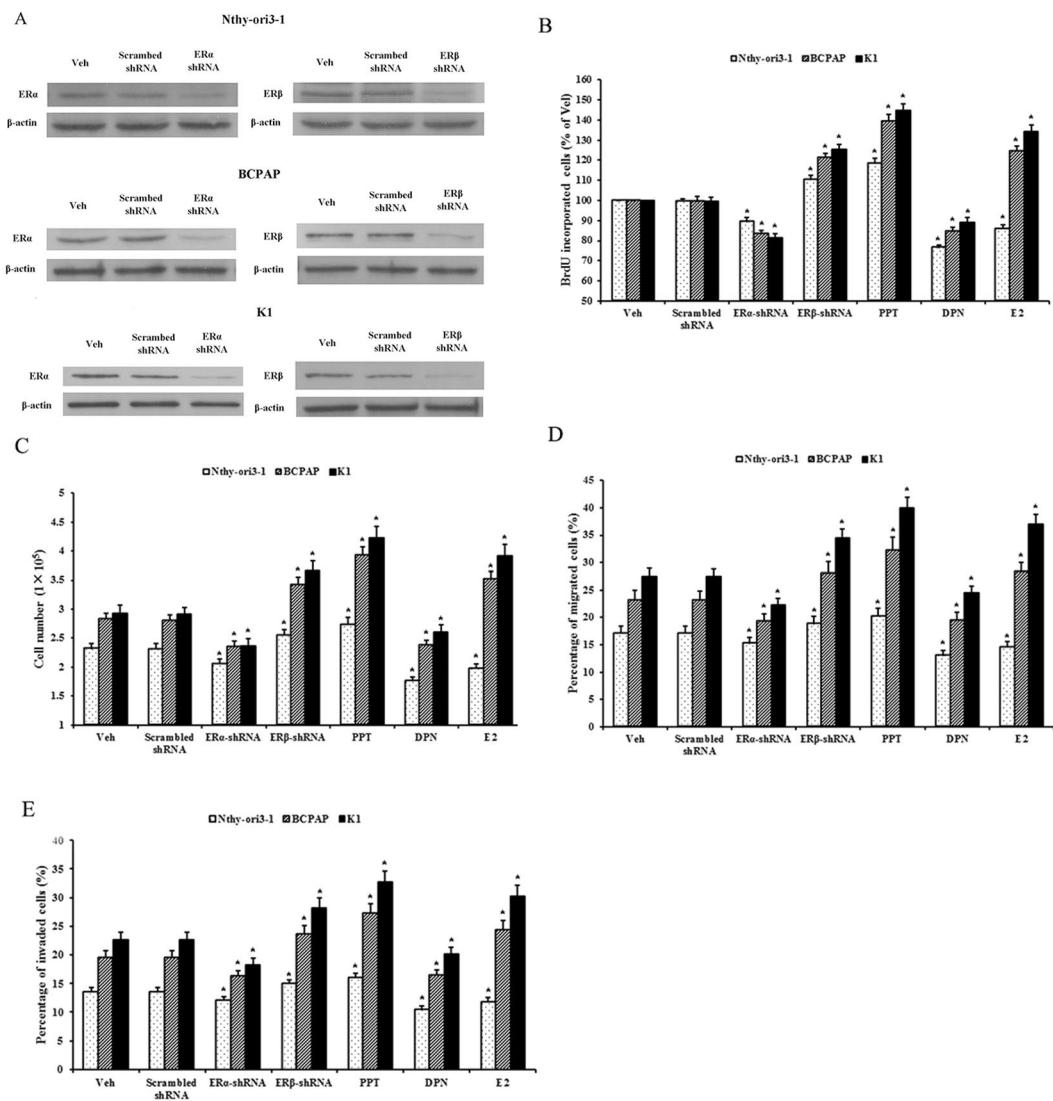 A
Nthy-ori3-1
Veh
Scrambed
shRNA
ERα
shRNA
ERα
β-actin
Veh
Scrambed
shRNA
ERβ
shRNA
ERβ
β-actin
BCPAP
Veh
Scrambed
shRNA
ERα
shRNA
ERα
β-actin
Veh
Scrambed
shRNA
ERβ
shRNA
ERβ
β-actin
K1
Veh
Scrambed
shRNA
ERα
shRNA
ERα
β-actin
Veh
Scrambed
shRNA
ERβ
shRNA
ERβ
β-actin
B
Nthy-ori3-1 BCPAP K1
BrdU incorporated cells (% of Vel)
160
150
140
130
120
110
100
90
80
70
60
50
* * * * * * * * * * * * * * *
Veh Scrambled ERα-shRNA ERβ-shRNA PPT DPN E2
shRNA
C
Nthy-ori3-1 BCPAP K1
Cell number (1×10⁵)
5
4.5
4
3.5
3
2.5
2
1.5
1
* * * * * * * * * * * * * * *
Veh Scrambled ERα-shRNA ERβ-shRNA PPT DPN E2
shRNA
D
Nthy-ori3-1 BCPAP K1
Percentage of migrated cells (%)
45
40
35
30
25
20
15
10
5
0
* * * * * * * * * * * * * * *
Veh Scrambled ERα-shRNA ERβ-shRNA PPT DPN E2
shRNA
E
Nthy-ori3-1 BCPAP K1
Percentage of invaded cells (%)
40
35
30
25
20
15
10
5
0
* * * * * * * * * * * * * * *
Veh Scrambled ERα-shRNA ERβ-shRNA PPT DPN E2
shRNA